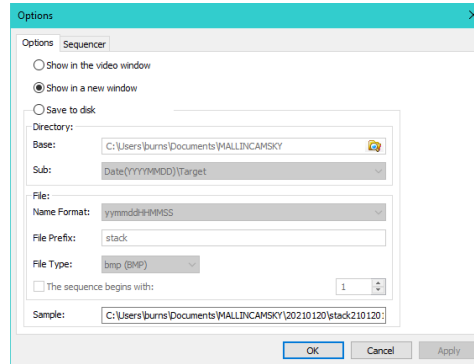 Options
Options Sequencer
Show in the video window
Show in a new window
Save to disk
Directory:
Base: C:\Users\burns\Documents\MALLINCAMSKY
Sub: Date(YYYYMMDD)\Target
File:
Name Format: yymmddHHMMSS
File Prefix: stack
File Type: bmp (BMP)
The sequence begins with: 1
Sample: C:\Users\burns\Documents\MALLINCAMSKY\20210120\stack210120:
OK Cancel Apply